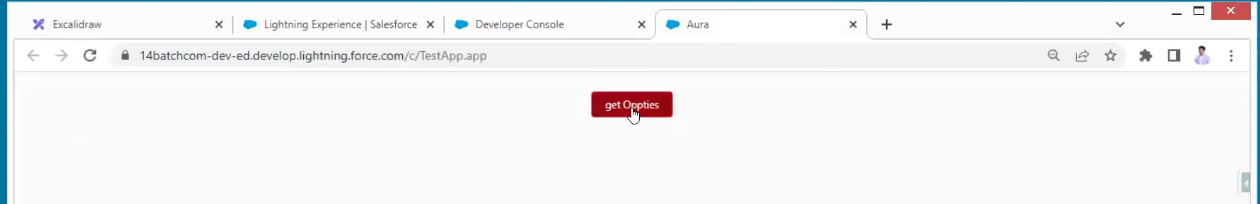 Excalidraw
Lightning Experience | Salesforce
Developer Console
Aura
14batchcom-dev-ed.develop.lightning.force.com/c/TestApp.app
get Oppties